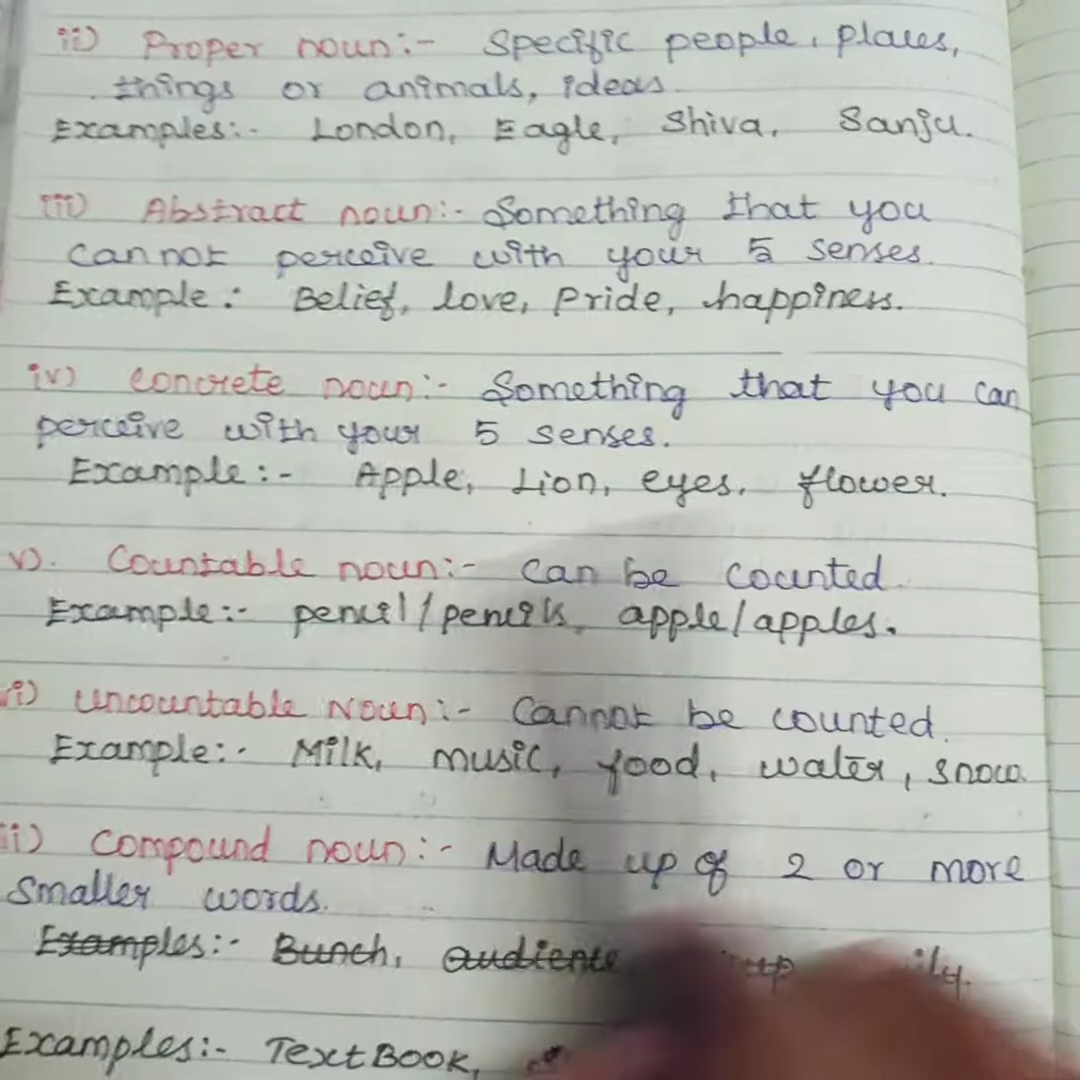 ii) Proper noun:- Specific people, places,
things or animals, ideas.
Examples:- London, Eagle, Shiva, Sanju.
iii) Abstract noun:- Something that you
cannot perceive with your 5 senses.
Example: Belief, love, Pride, happiness.
iv) concrete noun:- Something that you can
perceive with your 5 senses.
Example:- Apple, Lion, eyes, flower.
v). Countable noun:- can be counted.
Example:- pencil/pencils, apple/apples.
i) Uncountable Noun:- Cannot be counted.
Example:- Milk, music, food, water, snow.
ii) Compound noun:- Made up of 2 or more
smaller words.
Examples:- Bunch, audience
Examples:- TextBook,